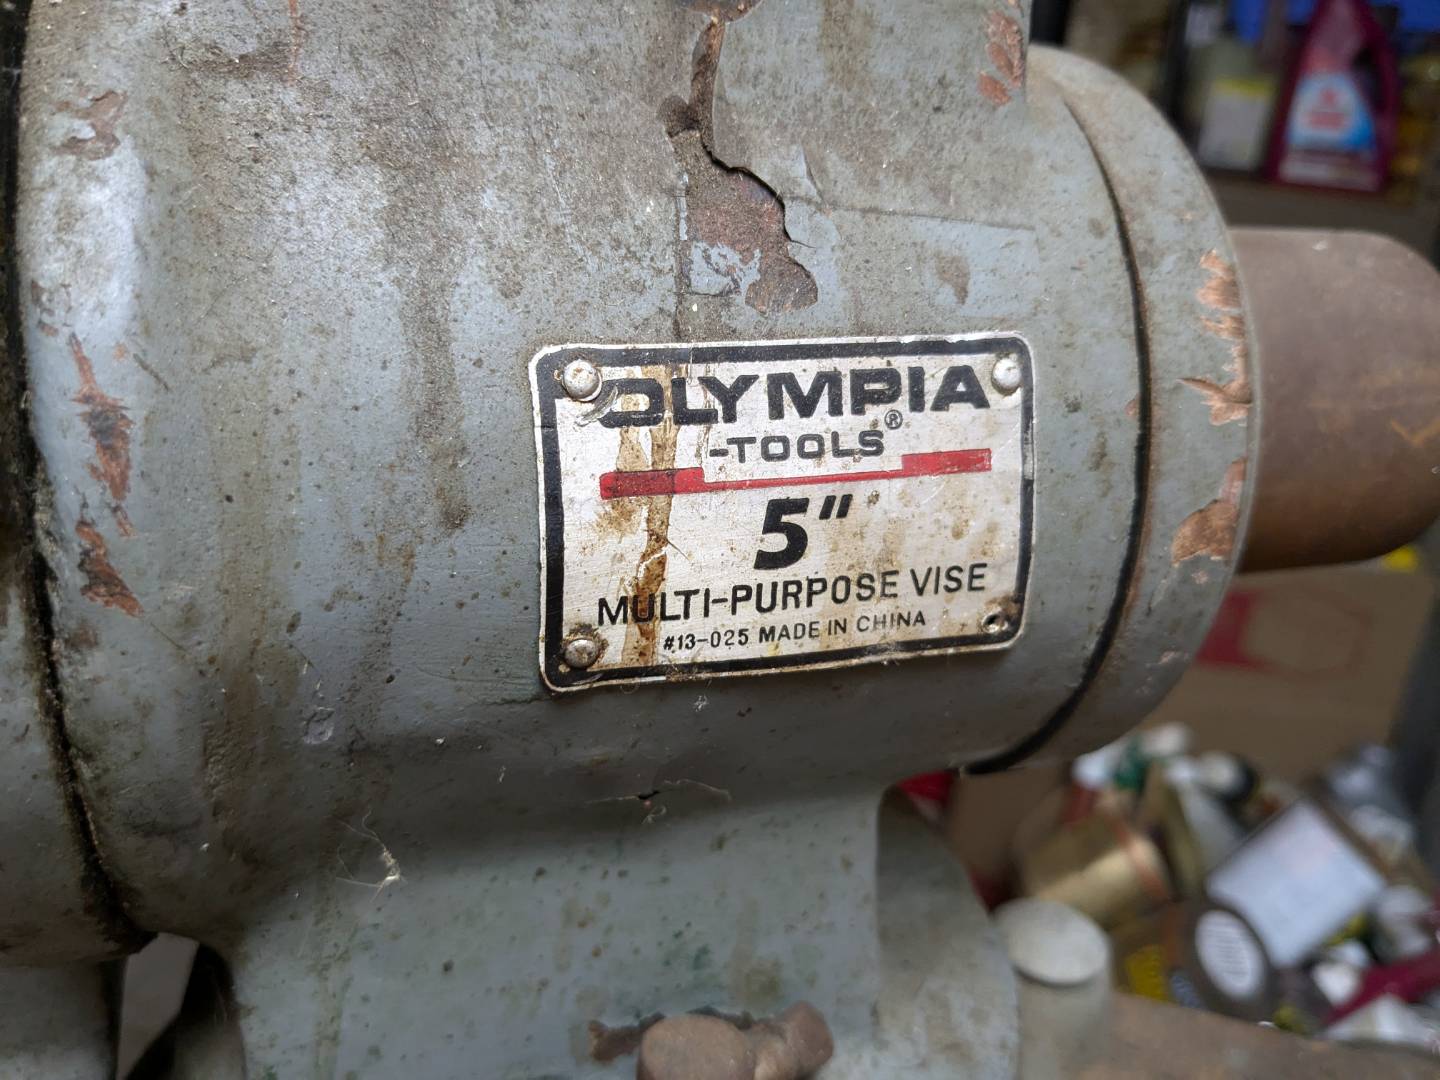 OLYMPIA®
-TOOLS
5"
MULTI-PURPOSE VISE
#13-025 MADE IN CHINA